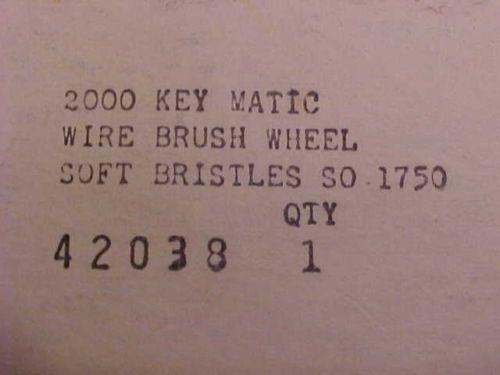 2000 KEY MATIC
WIRE BRUSH WHEEL
SOFT BRISTLES SO 1750
QTY
42038 1